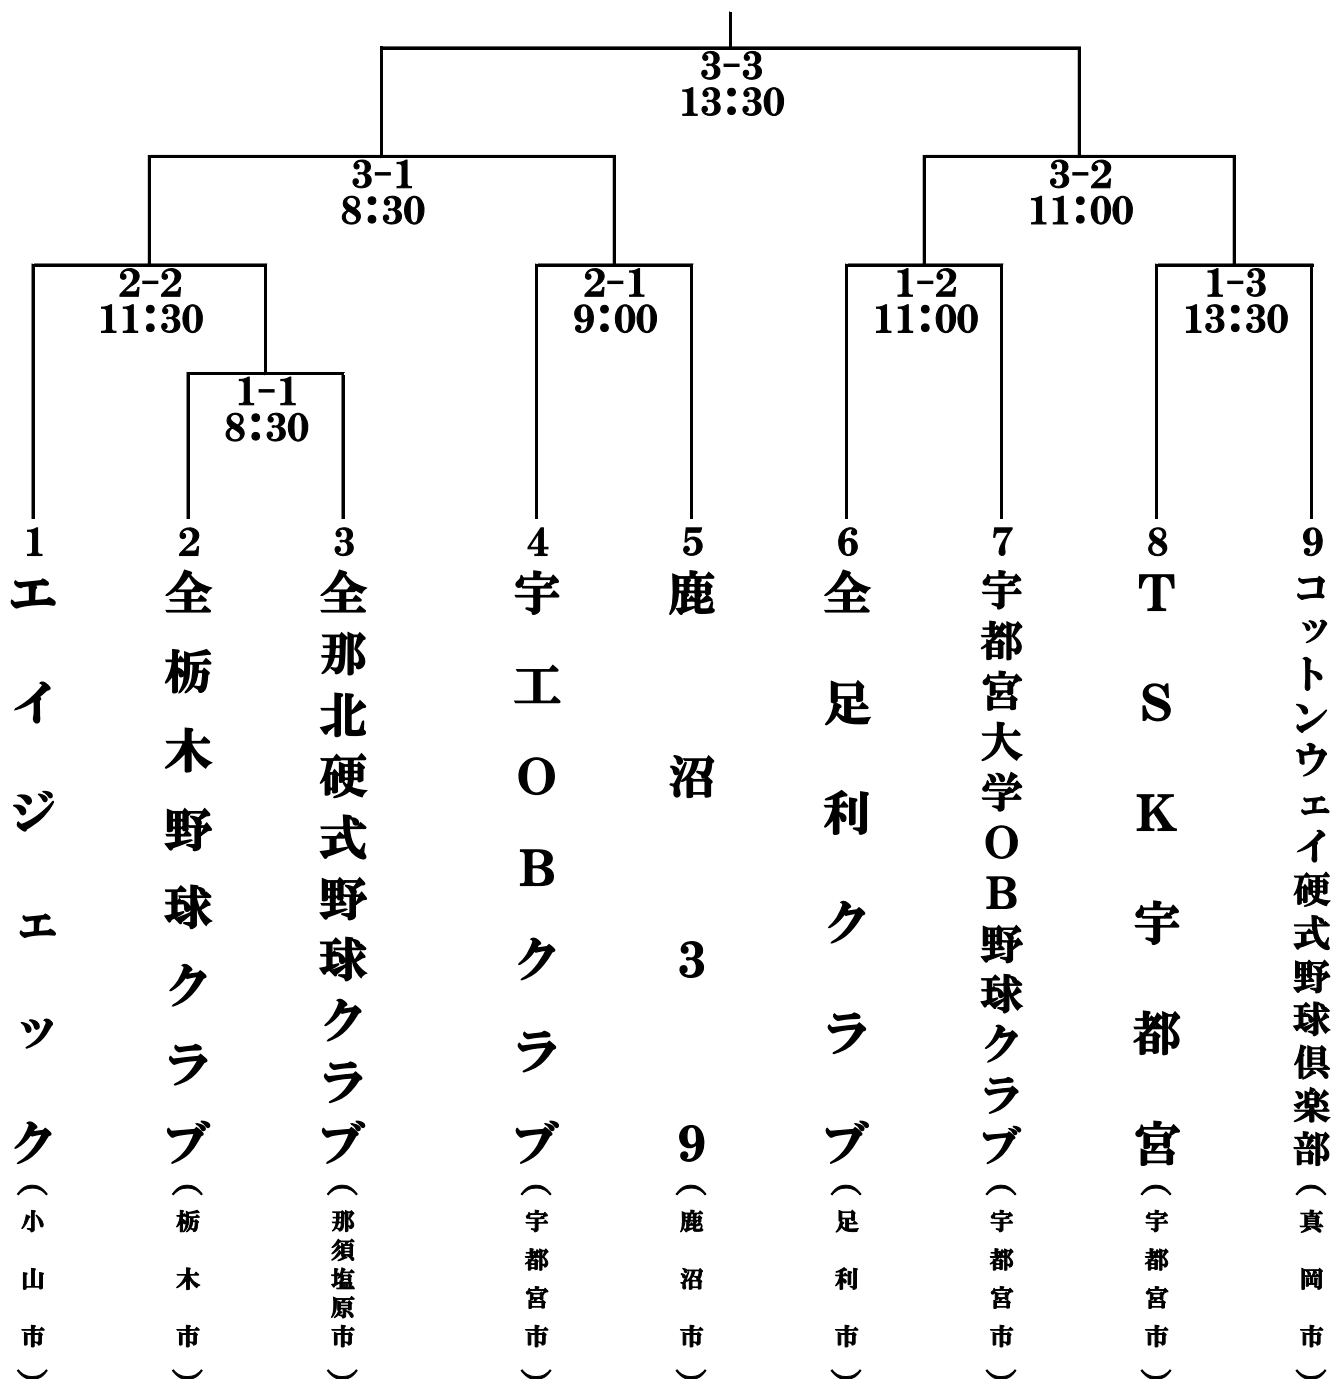 3-3
13:30
3-1
8:30
3-2
11:00
2-2
11:30
2-1
9:00
1-2
11:00
1-3
13:30
1-1
8:30
1
エイジェック(小山市)
2
全栃木野球クラブ(栃木市)
3
全那北硬式野球クラブ(那須塩原市)
4
宇工OBクラブ(宇都宮市)
5
鹿沼39(鹿沼市)
6
全足利クラブ(足利市)
7
宇都宮大学OB野球クラブ(宇都宮市)
8
TSK宇都宮(宇都宮市)
9
コットンウェイ硬式野球倶楽部(真岡市)